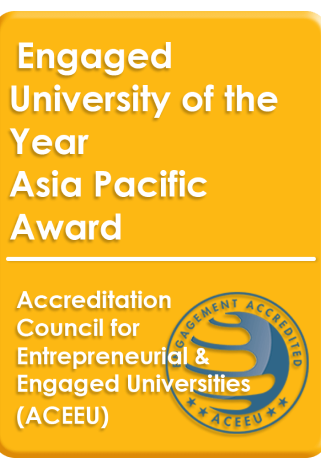 Engaged
University of the
Year
Asia Pacific
Award
Accreditation
Council for
Entrepreneurial &
Engaged Universities
(ACEEU)
ENGAGEMENT ACCREDITED
★ ★ ACEEU ★ ★